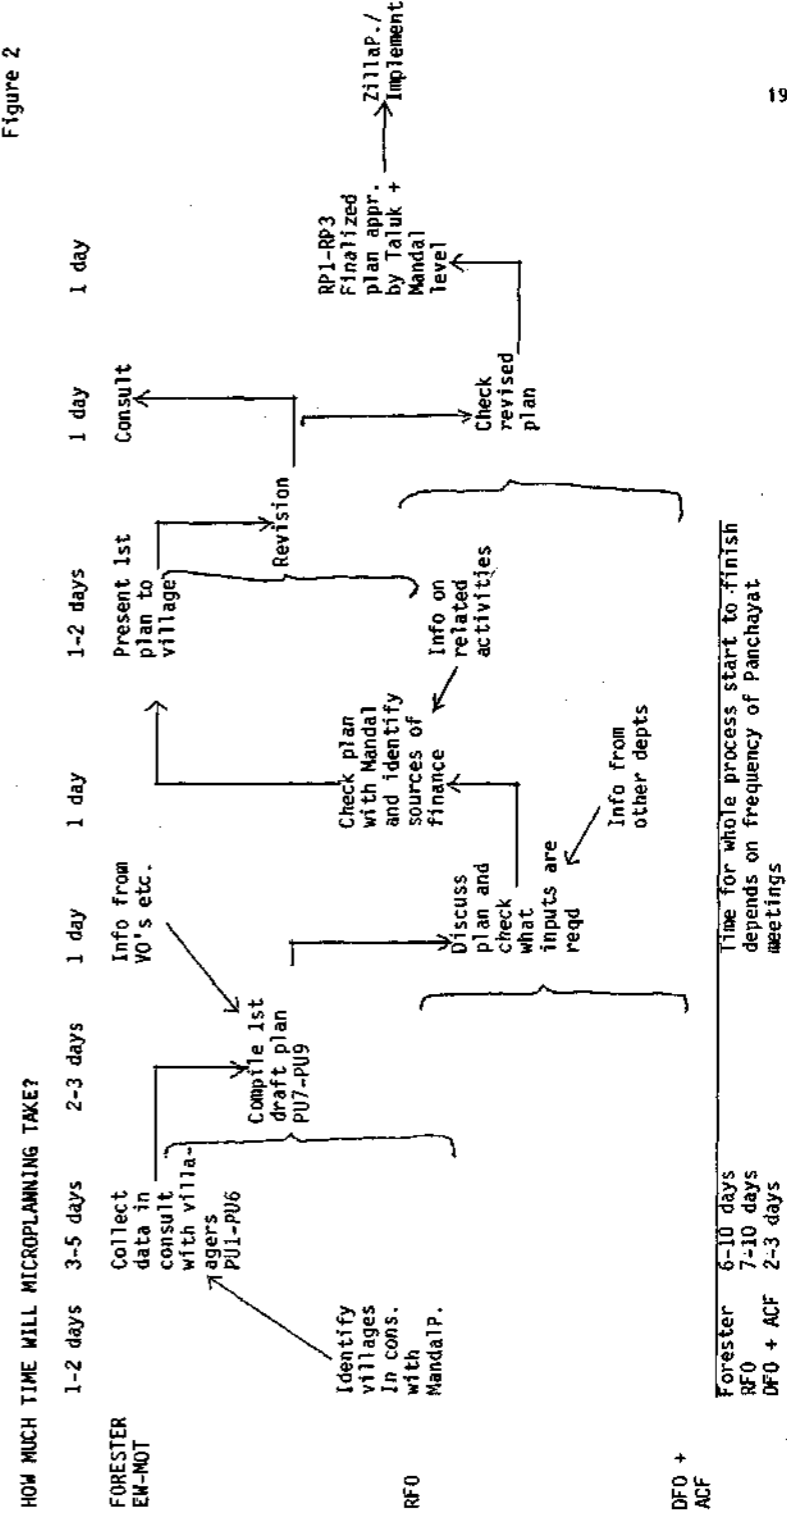 Figure 2
HOW MUCH TIME WILL MICROPLANNING TAKE?
1-2 days
3-5 days
2-3 days
1 day
1 day
1-2 days
1 day
1 day
FORESTER
EW-MOT
Collect
data in
consult
with villa-
agers
PU1-PU6
Info from
VO's etc.
Present 1st
plan to
village
Consult
Compile 1st
draft plan
PU7-PU9
Revision
RFO
Identify
villages
In cons.
with
MandalP.
Check plan
with Mandal
and identify
sources of
finance
RP1-RP3
Finalized
plan appr.
by Taluk +
Mandal
level
ZillaP./
Implement
Discuss
plan and
check
what
inputs are
reqd
Info on
related
activities
Check
revised
plan
Info from
other depts
DFO +
ACF
Forester 6-10 days
RFO 7-10 days
DFO + ACF 2-3 days
Time for whole process start to finish
depends on frequency of Panchayat
meetings
19